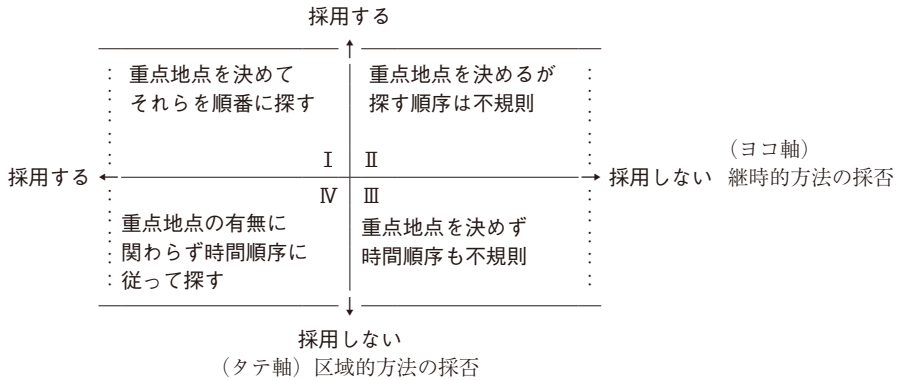 採用する
重点地点を決めて
それらを順番に探す
重点地点を決めるが
探す順序は不規則
Ⅰ Ⅱ
採用する
採用しない
(ヨコ軸)
継時的方法の採否
Ⅳ Ⅲ
重点地点の有無に
関わらず時間順序に
従って探す
重点地点を決めず
時間順序も不規則
採用しない
(タテ軸)区域的方法の採否